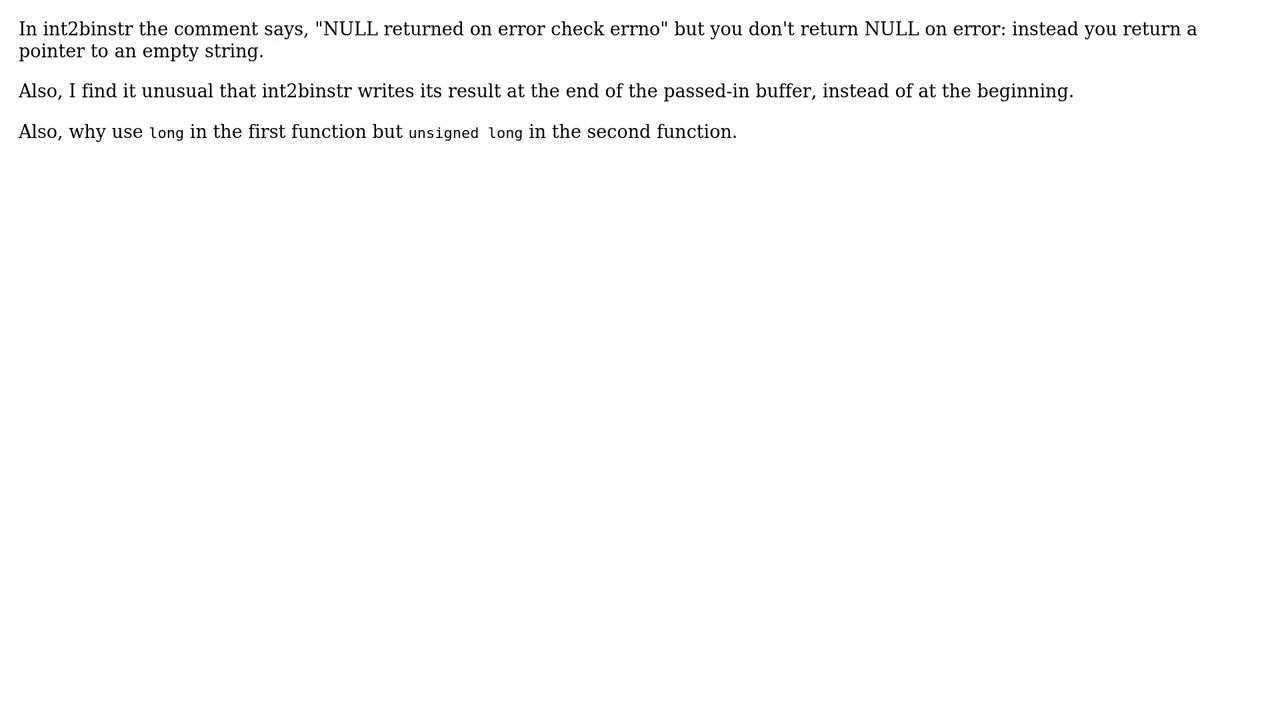 In int2binstr the comment says, "NULL returned on error check errno" but you don't return NULL on error: instead you return a
pointer to an empty string.
Also, I find it unusual that int2binstr writes its result at the end of the passed-in buffer, instead of at the beginning.
Also, why use long in the first function but unsigned long in the second function.